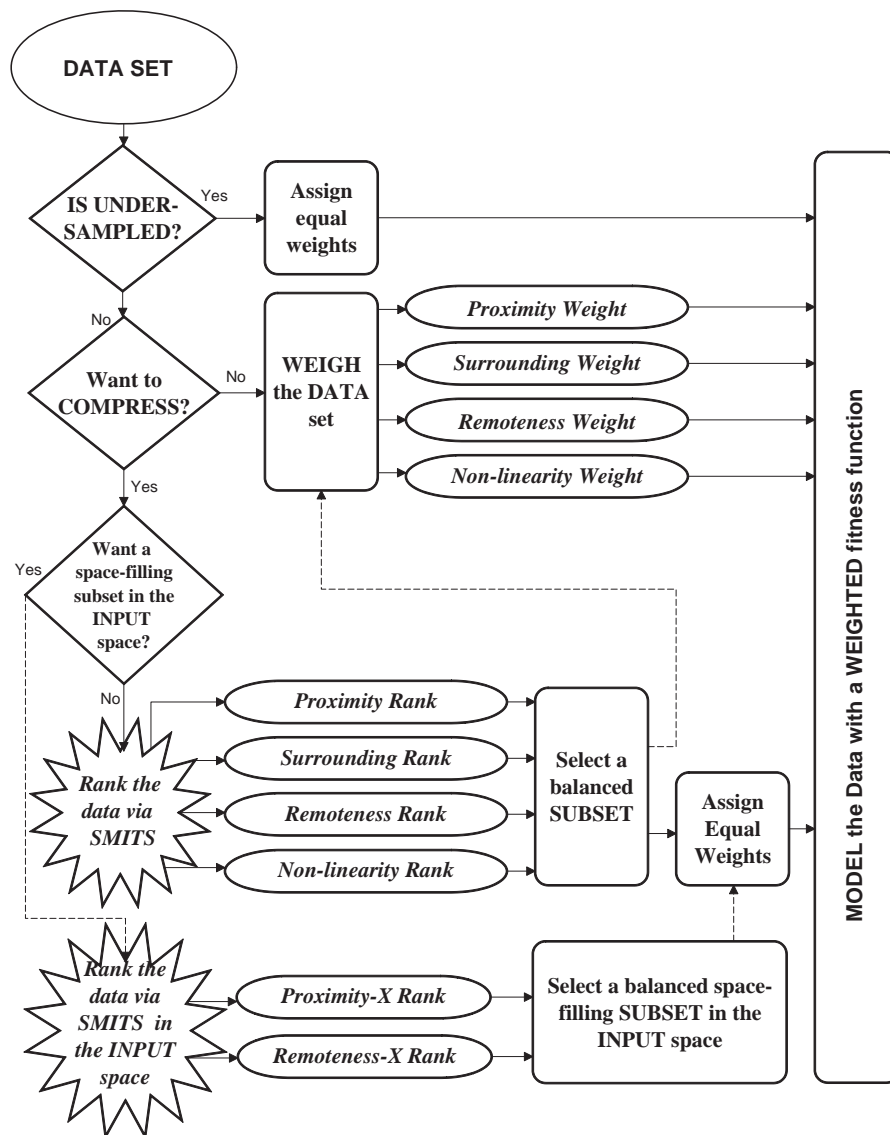 DATA SET
IS UNDER-
SAMPLED?
Yes
Assign
equal
weights
No
Want to
COMPRESS?
No
WEIGH
the DATA
set
Proximity Weight
Surrounding Weight
Remoteness Weight
Non-linearity Weight
Yes
Want a
space-filling
subset in the
INPUT
space?
Yes
No
Rank the
data via
SMITS
Proximity Rank
Surrounding Rank
Remoteness Rank
Non-linearity Rank
Select a
balanced
SUBSET
Assign
Equal
Weights
Rank the
data via
SMITS in
the INPUT
space
Proximity-X Rank
Remoteness-X Rank
Select a balanced space-
filling SUBSET in the
INPUT space
MODEL the Data with a WEIGHTED fitness function